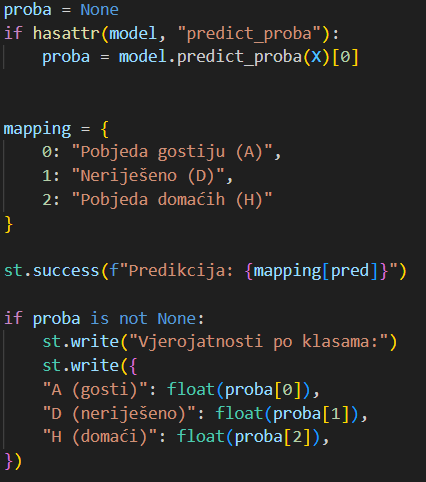 proba = None
if hasattr(model, "predict_proba"):
    proba = model.predict_proba(X)[0]
mapping = {
    0: "Pobjeda gostiju (A)",
    1: "Neriješeno (D)",
    2: "Pobjeda domaćih (H)"
}
st.success(f"Predikcija: {mapping[pred]}")
if proba is not None:
    st.write("Vjerojatnosti po klasama:")
    st.write({
    "A (gosti)": float(proba[0]),
    "D (neriješeno)": float(proba[1]),
    "H (domaći)": float(proba[2]),
})